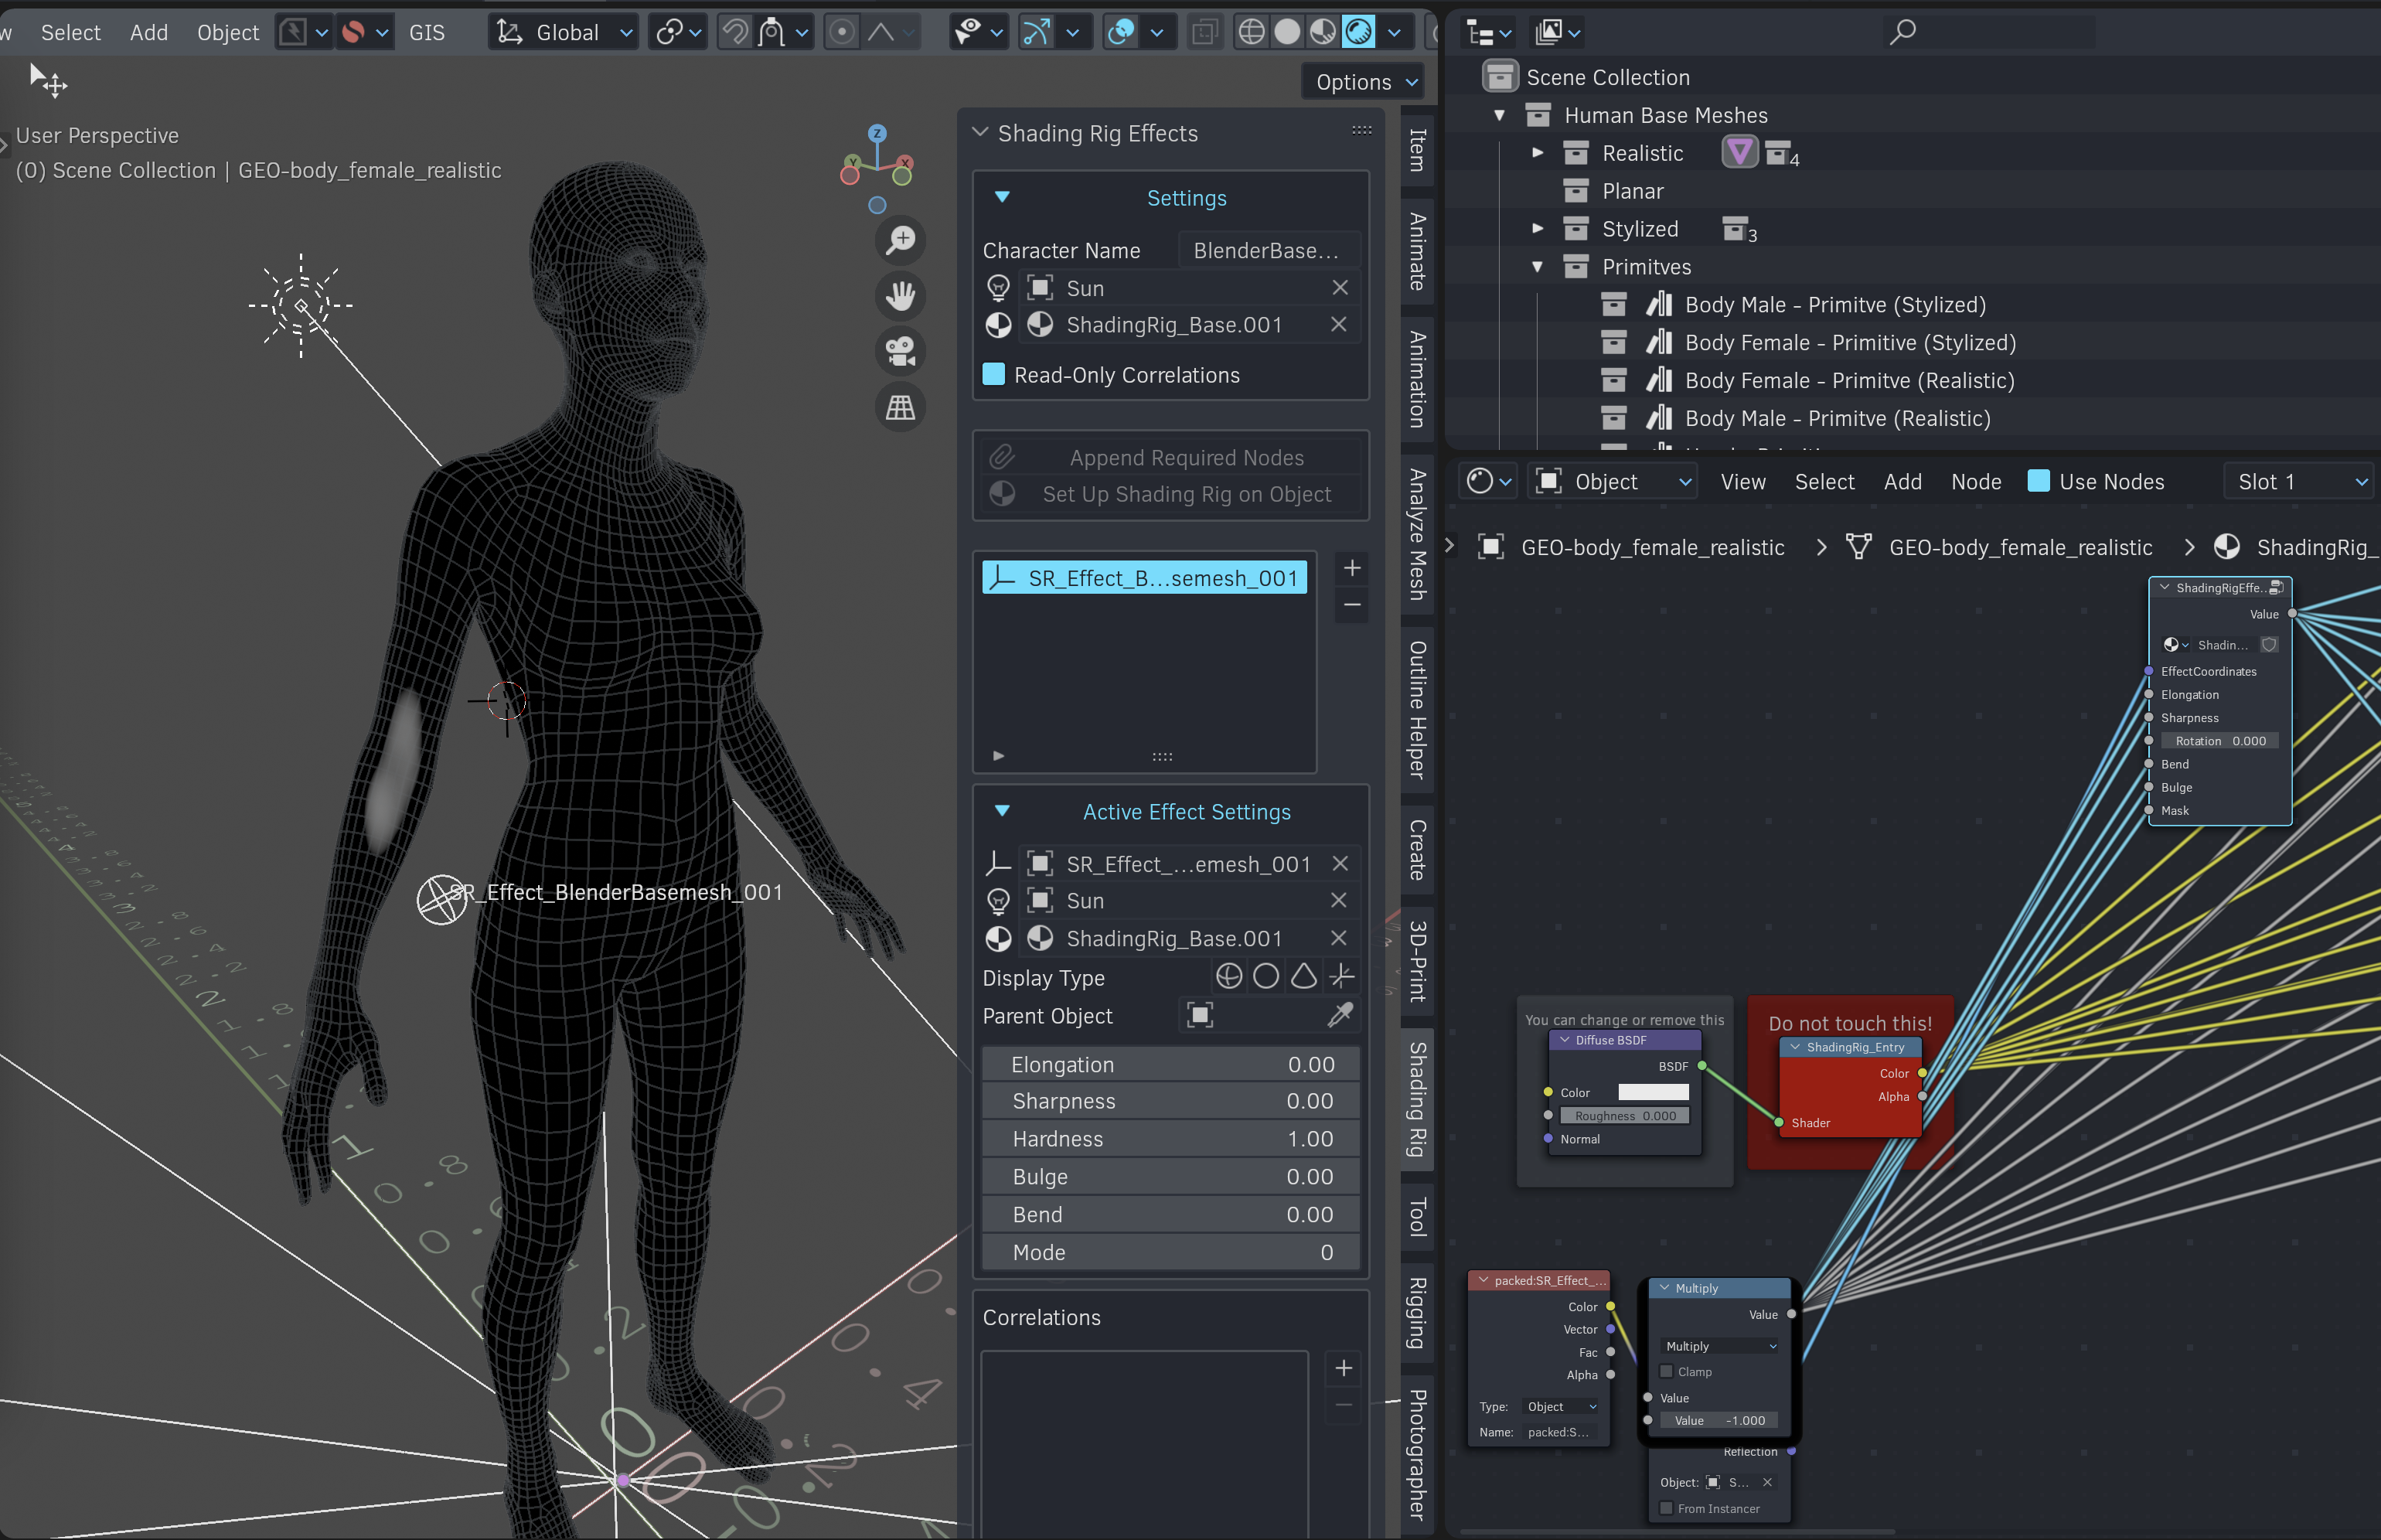 Select Add Object GIS Global
Options
User Perspective
(0) Scene Collection | GEO-body_female_realistic
Z
Y
X
SR_Effect_BlenderBasemesh_001
Shading Rig Effects
Settings
Character Name BlenderBase...
Sun
ShadingRig_Base.001
Read-Only Correlations
Append Required Nodes
Set Up Shading Rig on Object
SR_Effect_B...semesh_001
Active Effect Settings
SR_Effect_...emesh_001
Sun
ShadingRig_Base.001
Display Type
Parent Object
Elongation 0.00
Sharpness 0.00
Hardness 1.00
Bulge 0.00
Bend 0.00
Mode 0
Correlations
Item
Animate
Animation
Analyze Mesh
Outline Helper
Create
3D-Print
Shading Rig
Tool
Rigging
Photographer
Scene Collection
Human Base Meshes
Realistic 4
Planar
Stylized 3
Primitves
Body Male - Primitve (Stylized)
Body Female - Primitive (Stylized)
Body Female - Primitve (Realistic)
Body Male - Primitve (Realistic)
Object View Select Add Node Use Nodes Slot 1
GEO-body_female_realistic > GEO-body_female_realistic > ShadingRig_
ShadingRigEffe...
Value
Shadin...
EffectCoordinates
Elongation
Sharpness
Rotation 0.000
Bend
Bulge
Mask
You can change or remove this
Diffuse BSDF
BSDF
Color
Roughness 0.000
Normal
Do not touch this!
ShadingRig_Entry
Color
Alpha
Shader
packed:SR_Effect_...
Color
Vector
Fac
Alpha
Type: Object
Name: packed:S...
Multiply
Value
Multiply
Clamp
Value
Value -1.000
Reflection
Object: S...
From Instancer